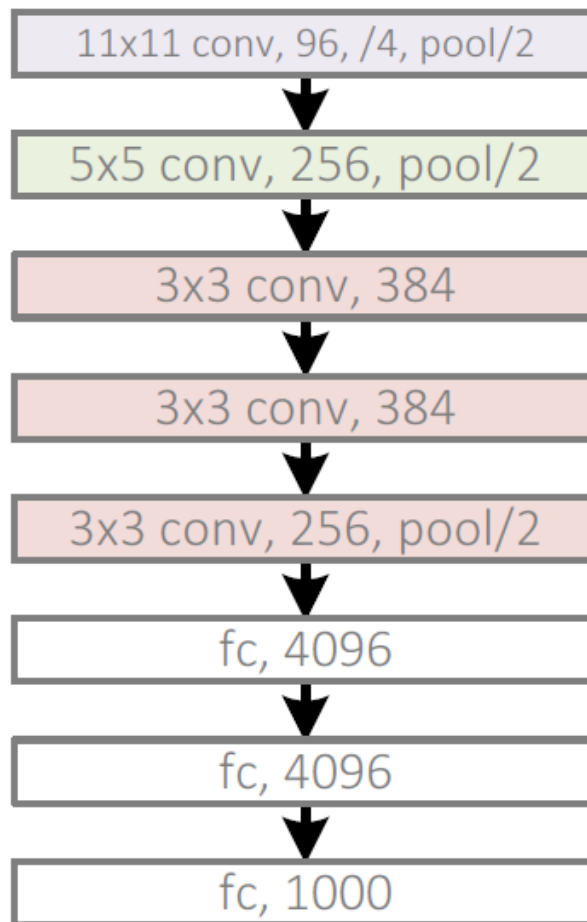 11x11 conv, 96, /4, pool/2
5x5 conv, 256, pool/2
3x3 conv, 384
3x3 conv, 384
3x3 conv, 256, pool/2
fc, 4096
fc, 4096
fc, 1000